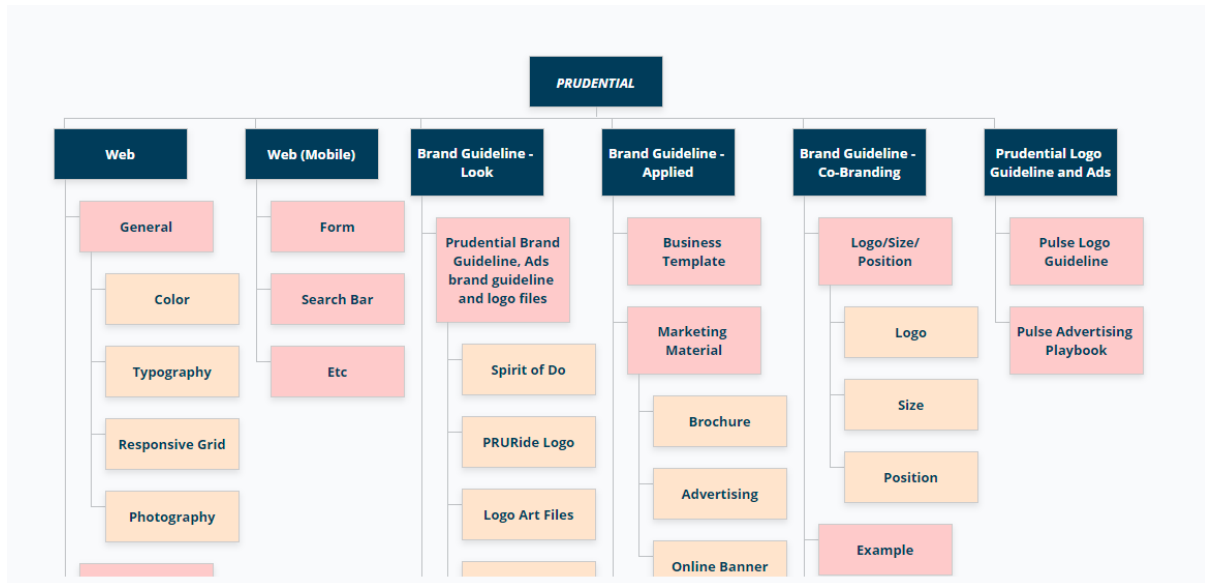 PRUDENTIAL
Web
General
Color
Typography
Responsive Grid
Photography
Web (Mobile)
Form
Search Bar
Etc
Brand Guideline -
Look
Prudential Brand
Guideline, Ads
brand guideline
and logo files
Spirit of Do
PRURide Logo
Logo Art Files
Brand Guideline -
Applied
Business
Template
Marketing
Material
Brochure
Advertising
Online Banner
Brand Guideline -
Co-Branding
Logo/Size/
Position
Logo
Size
Position
Example
Prudential Logo
Guideline and Ads
Pulse Logo
Guideline
Pulse Advertising
Playbook